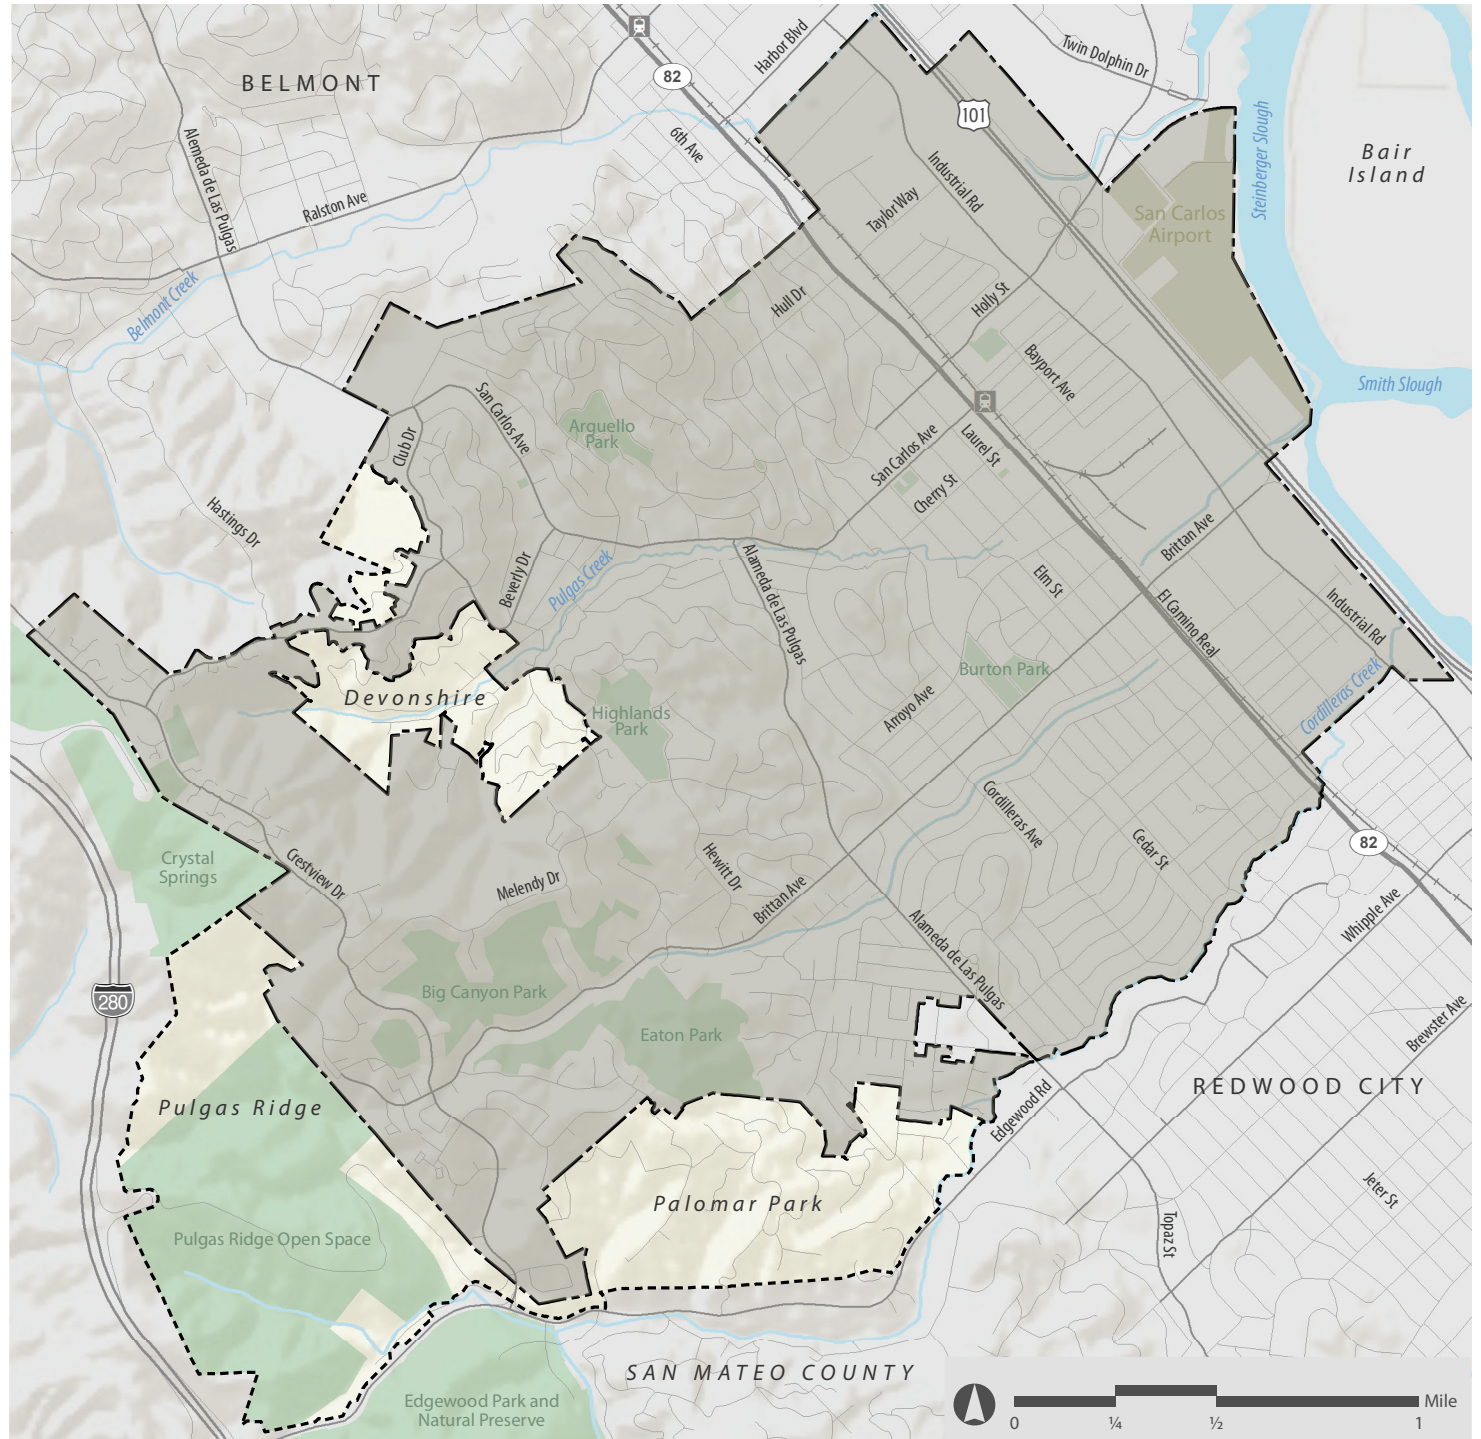 BELMONT
82
Harbor Blvd
Twin Dolphin Dr
101
6th Ave
Alemeda de Las Pulgas
Ralston Ave
Industrial Rd
Taylor Way
Steinberger Slough
Bair
Island
San Carlos
Airport
Belmont Creek
Hull Dr
Holly St
Bayport Ave
Smith Slough
San Carlos Ave
Club Dr
Arguello
Park
San Carlos Ave
Laurel St
Cherry St
Hastings Dr
Brittan Ave
Beverly Dr
Pulgas Creek
Alameda de Las Pulgas
Elm St
El Camino Real
Industrial Rd
Burton Park
Devonshire
Highlands
Park
Arroyo Ave
Cordilleras Creek
Cordilleras Ave
Cedar St
82
Crystal
Springs
Crestview Dr
Melendy Dr
Hewitt Dr
Brittan Ave
Whipple Ave
Alameda de Las Pulgas
280
Big Canyon Park
Eaton Park
Brewster Ave
REDWOOD CITY
Edgewood Rd
Pulgas Ridge
Palomar Park
Jeter St
Topaz St
Pulgas Ridge Open Space
SAN MATEO COUNTY
Edgewood Park and
Natural Preserve
Mile
0 ¼ ½ 1